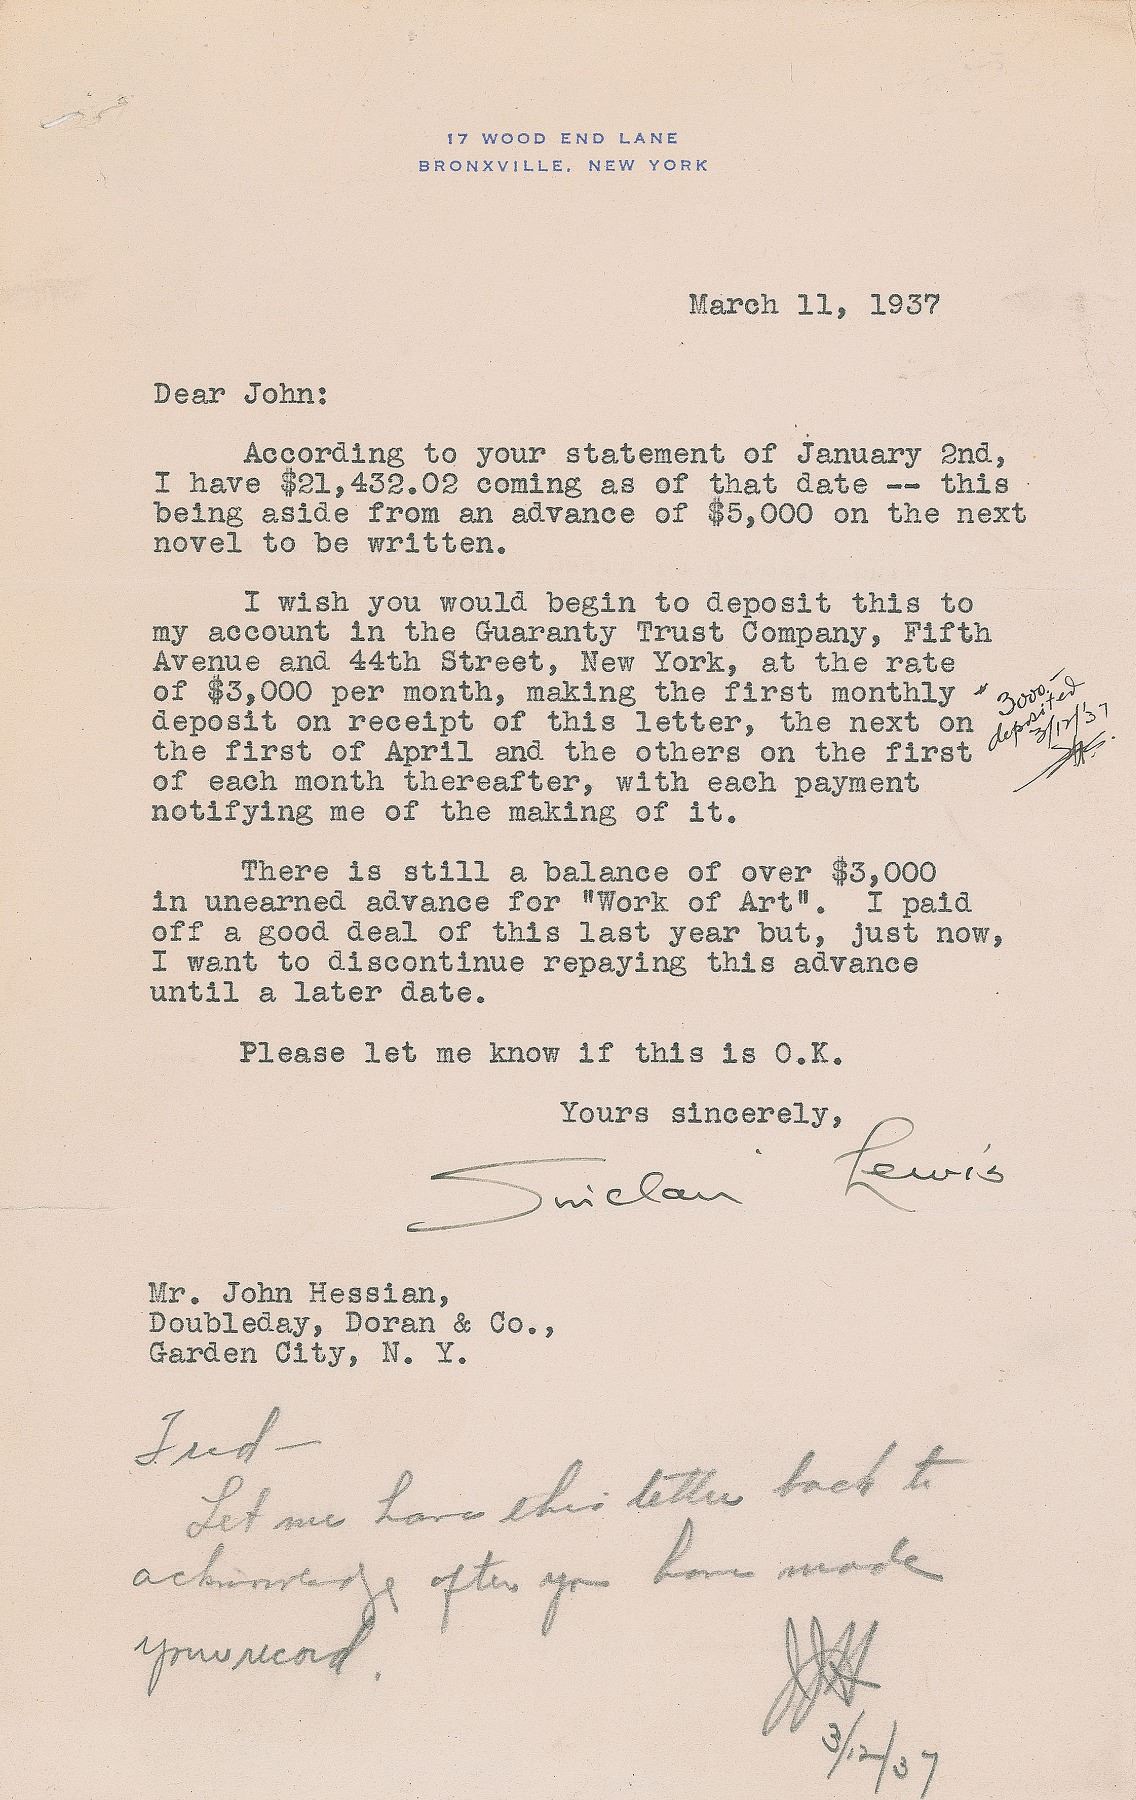 17 WOOD END LANE
BRONXVILLE, NEW YORK
March 11, 1937
Dear John:
According to your statement of January 2nd,
I have $21,432.02 coming as of that date -- this
being aside from an advance of $5,000 on the next
novel to be written.
I wish you would begin to deposit this to
my account in the Guaranty Trust Company, Fifth
Avenue and 44th Street, New York, at the rate
of $3,000 per month, making the first monthly
deposit on receipt of this letter, the next on
the first of April and the others on the first
of each month thereafter, with each payment
notifying me of the making of it.
3000.-
deposited
3/12/37
There is still a balance of over $3,000
in unearned advance for "Work of Art". I paid
off a good deal of this last year but, just now,
I want to discontinue repaying this advance
until a later date.
Please let me know if this is O.K.
Yours sincerely,
Sinclair Lewis
Mr. John Hessian,
Doubleday, Doran & Co.,
Garden City, N. Y.
Fred —
Let me have this letter back to
acknowledge after you have made
your record.
JJH
3/12/37